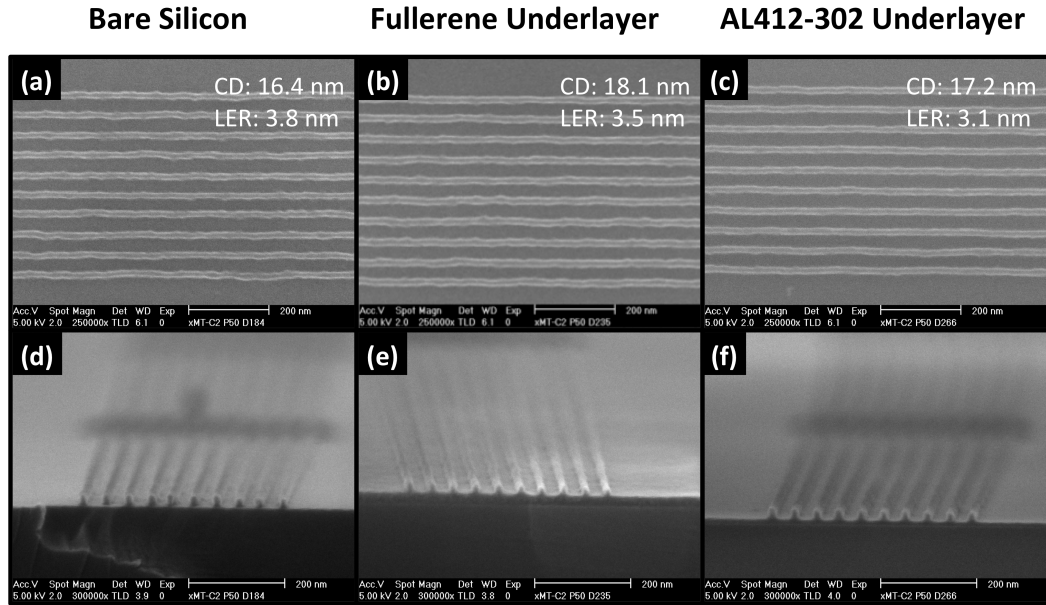 Bare Silicon
Fullerene Underlayer
AL412-302 Underlayer
(a)
CD: 16.4 nm
LER: 3.8 nm
Acc.V Spot Magn Det WD Exp 200 nm
5.00 kV 2.0 250000x TLD 6.1 0 xMT-C2 P50 D184
(b)
CD: 18.1 nm
LER: 3.5 nm
Acc.V Spot Magn Det WD Exp 200 nm
5.00 kV 2.0 250000x TLD 6.1 0 xMT-C2 P50 D235
(c)
CD: 17.2 nm
LER: 3.1 nm
Acc.V Spot Magn Det WD Exp 200 nm
5.00 kV 2.0 250000x TLD 6.1 0 xMT-C2 P50 D266
(d)
Acc.V Spot Magn Det WD Exp 200 nm
5.00 kV 2.0 300000x TLD 3.9 0 xMT-C2 P50 D184
(e)
Acc.V Spot Magn Det WD Exp 200 nm
5.00 kV 2.0 300000x TLD 3.8 0 xMT-C2 P50 D235
(f)
Acc.V Spot Magn Det WD Exp 200 nm
5.00 kV 2.0 300000x TLD 4.0 0 xMT-C2 P50 D266